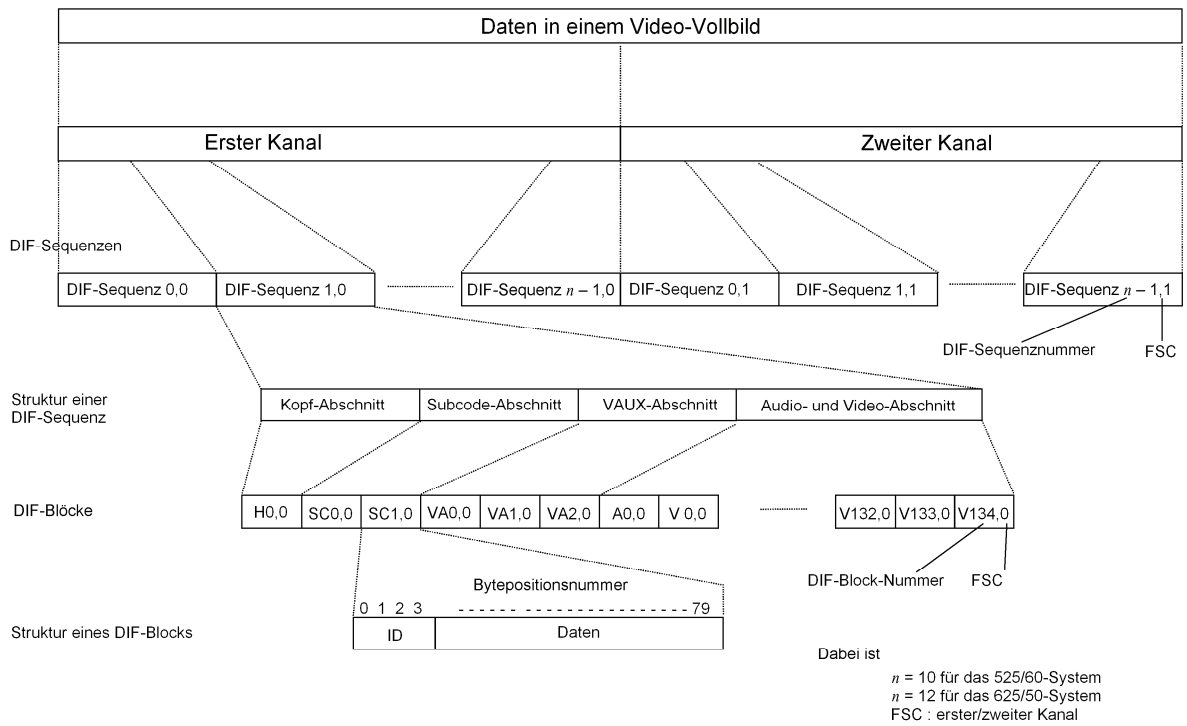 Daten in einem Video-Vollbild
Erster Kanal Zweiter Kanal
DIF-Sequenzen
DIF-Sequenz 0,0 DIF-Sequenz 1,0 DIF-Sequenz n – 1,0 DIF-Sequenz 0,1 DIF-Sequenz 1,1 DIF-Sequenz n – 1,1
DIF-Sequenznummer FSC
Struktur einer
DIF-Sequenz
Kopf-Abschnitt Subcode-Abschnitt VAUX-Abschnitt Audio- und Video-Abschnitt
DIF-Blöcke
H0,0 SC0,0 SC1,0 VA0,0 VA1,0 VA2,0 A0,0 V 0,0 V132,0 V133,0 V134,0
DIF-Block-Nummer FSC
Bytepositionsnummer
0 1 2 3 79
Struktur eines DIF-Blocks
ID Daten
Dabei ist
n = 10 für das 525/60-System
n = 12 für das 625/50-System
FSC : erster/zweiter Kanal